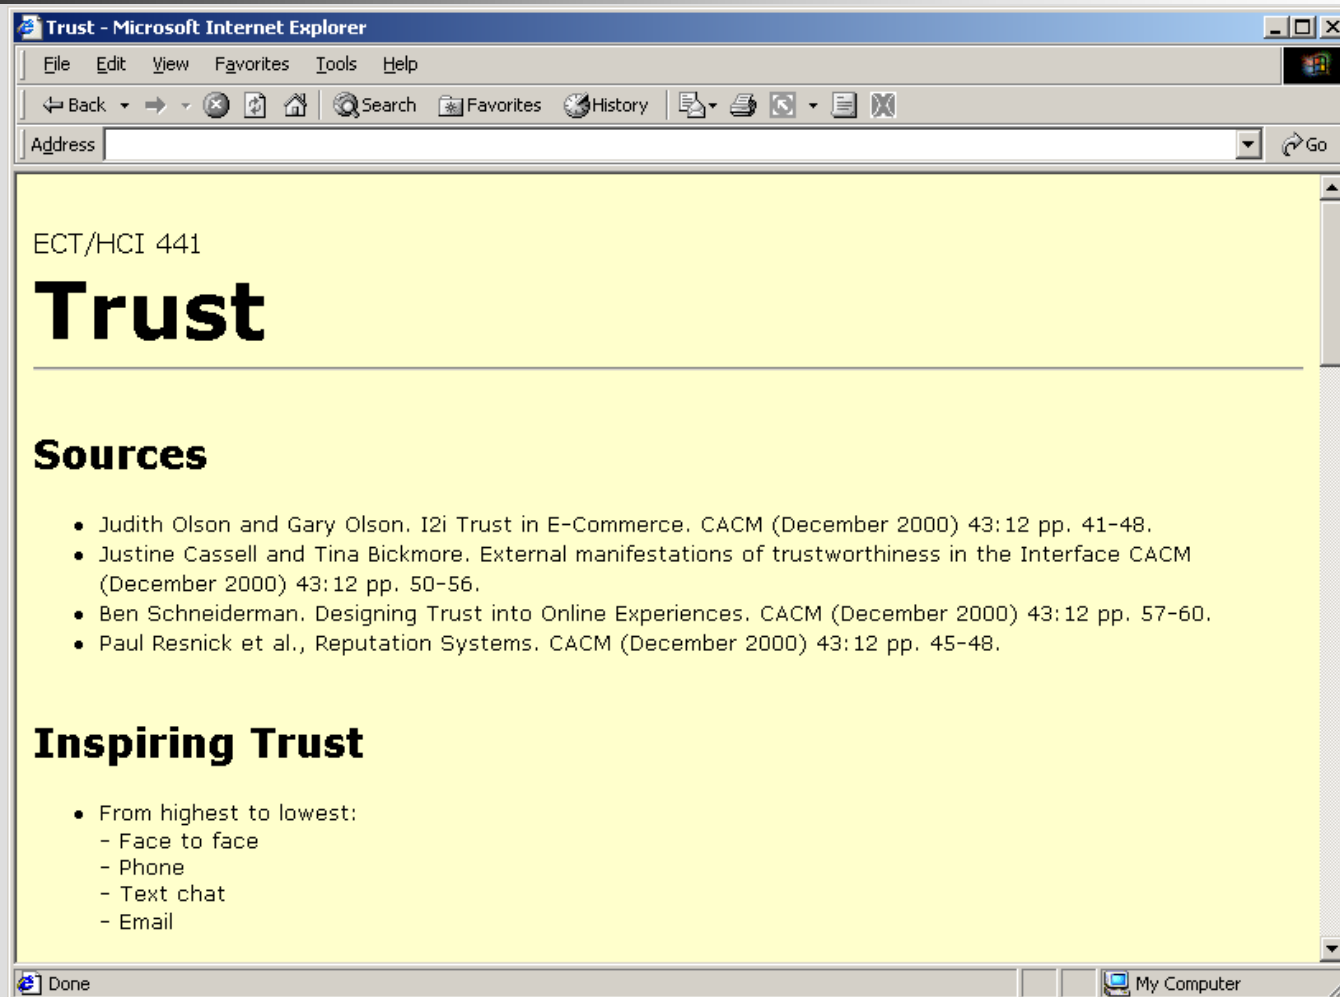 Trust - Microsoft Internet Explorer
File Edit View Favorites Tools Help
Back Search Favorites History
Address Go
ECT/HCI 441
Trust
Sources
• Judith Olson and Gary Olson. I2i Trust in E-Commerce. CACM (December 2000) 43:12 pp. 41-48.
• Justine Cassell and Tina Bickmore. External manifestations of trustworthiness in the Interface CACM
(December 2000) 43:12 pp. 50-56.
• Ben Schneiderman. Designing Trust into Online Experiences. CACM (December 2000) 43:12 pp. 57-60.
• Paul Resnick et al., Reputation Systems. CACM (December 2000) 43:12 pp. 45-48.
Inspiring Trust
• From highest to lowest:
- Face to face
- Phone
- Text chat
- Email
Done My Computer